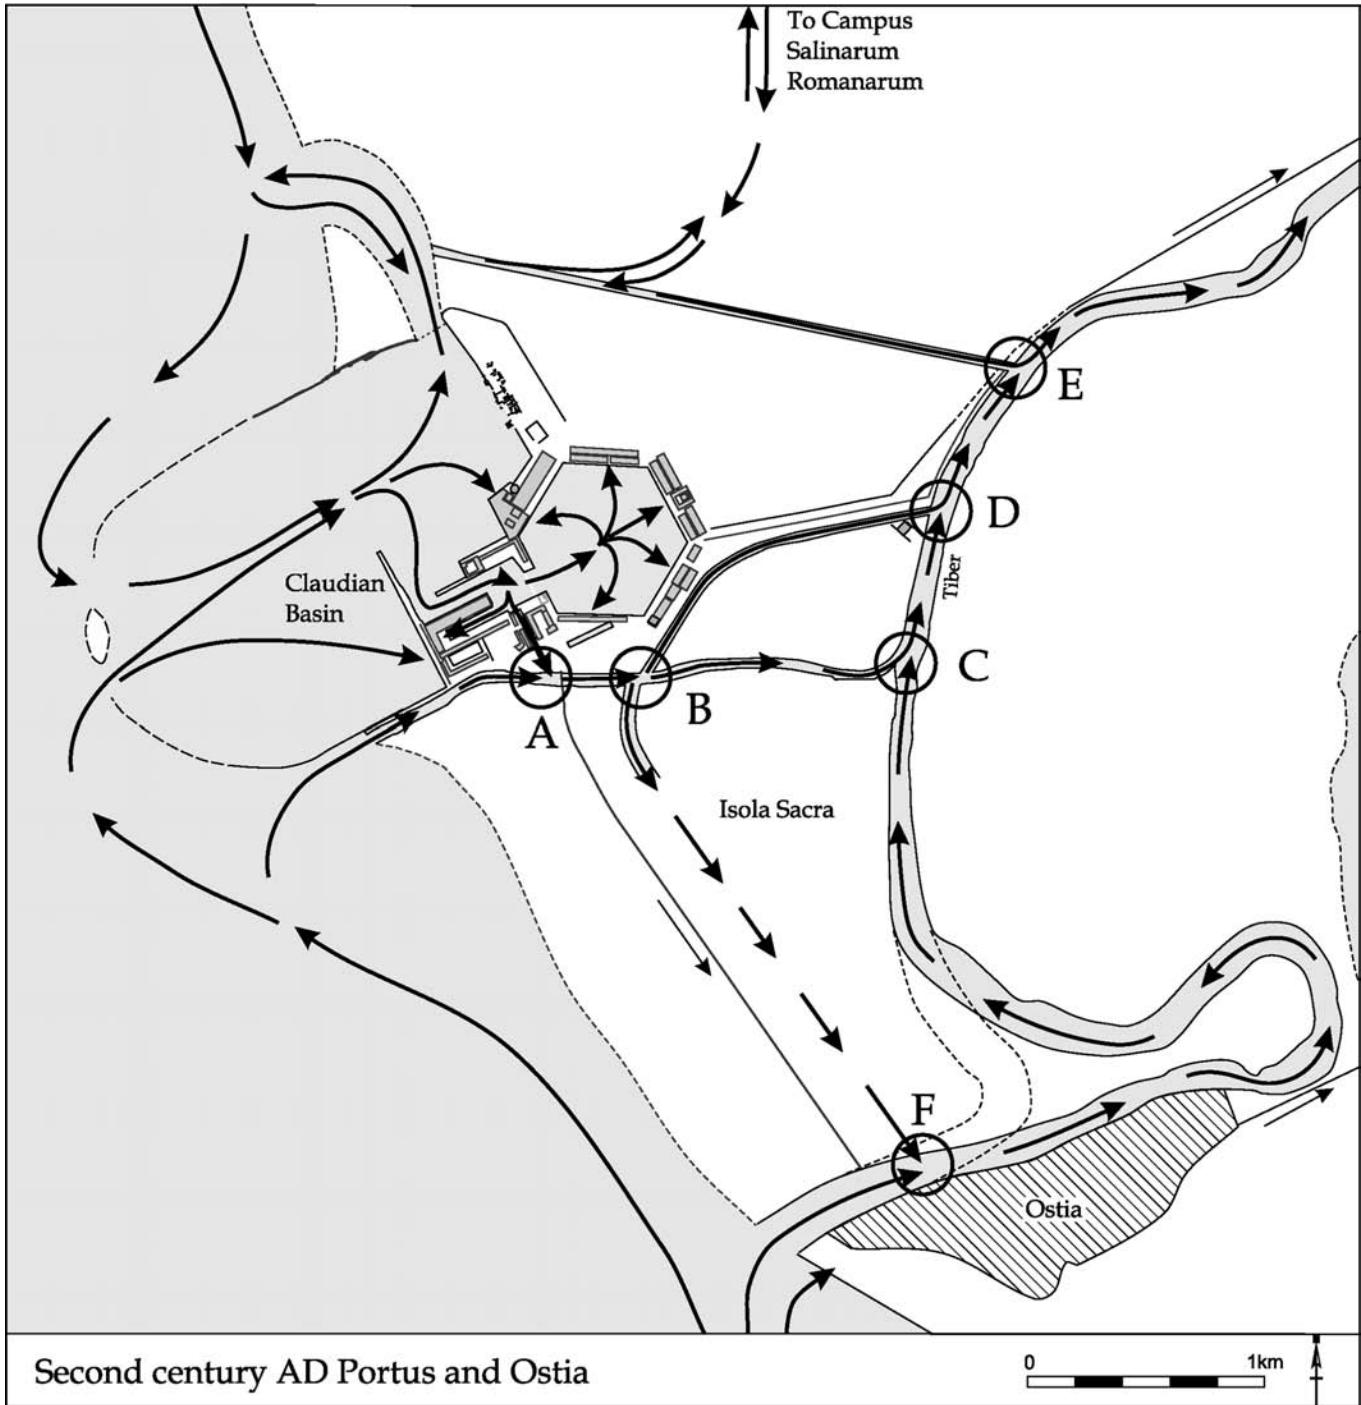 To Campus
Salinarum
Romanarum
E
D
Claudian
Basin
Tiber
C
B
A
Isola Sacra
F
Ostia
Second century AD Portus and Ostia
0 1km